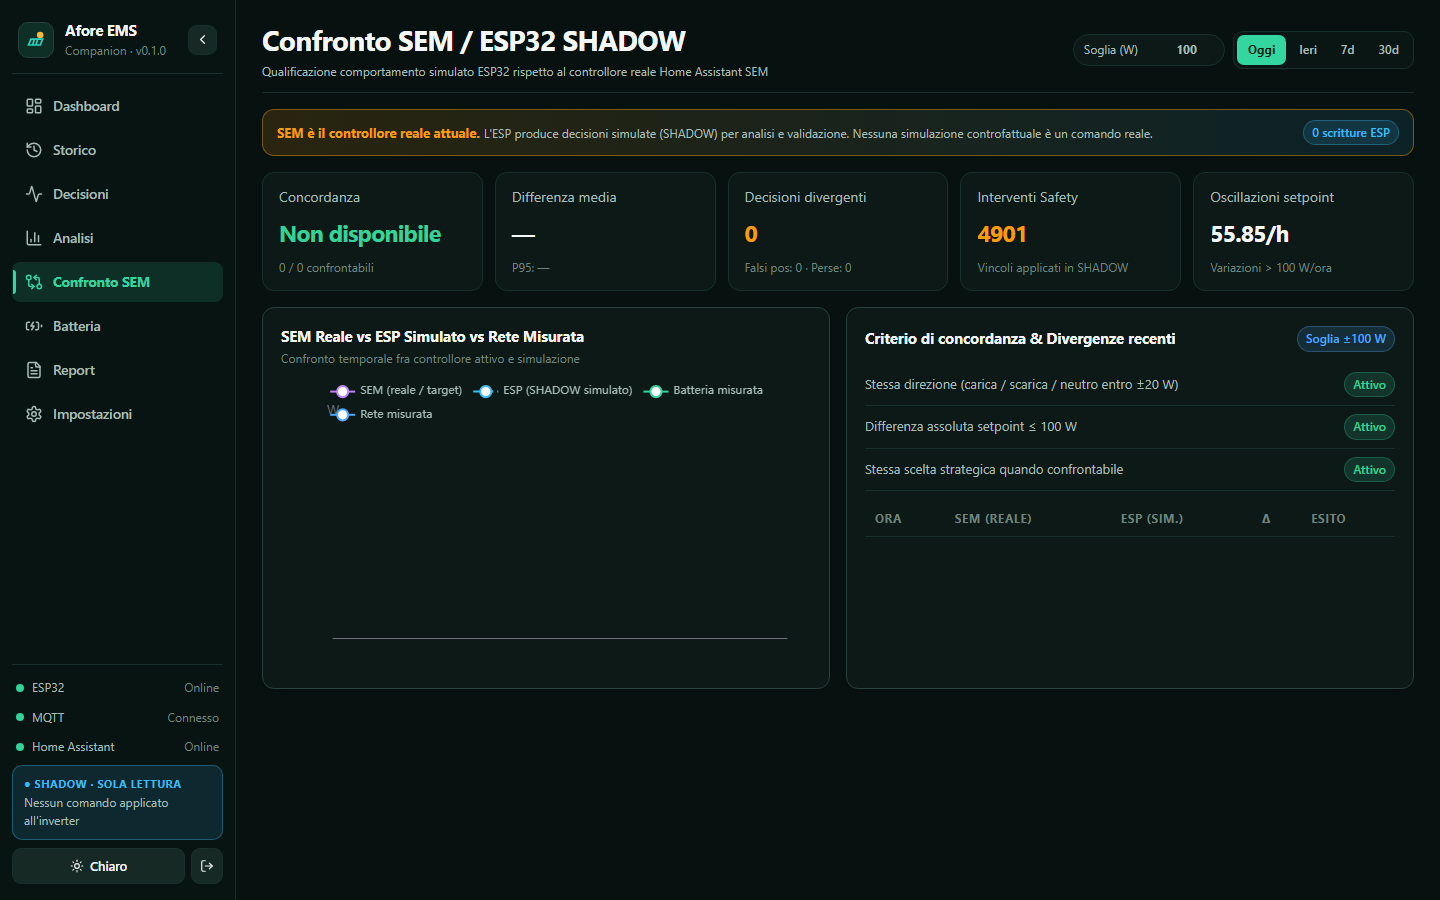 Afore EMS
Companion · v0.1.0
Dashboard
Storico
Decisioni
Analisi
Confronto SEM
Batteria
Report
Impostazioni
ESP32 Online
MQTT Connesso
Home Assistant Online
• SHADOW · SOLA LETTURA
Nessun comando applicato
all'inverter
Chiaro
Confronto SEM / ESP32 SHADOW
Qualificazione comportamento simulato ESP32 rispetto al controllore reale Home Assistant SEM
Soglia (W) 100
Oggi Ieri 7d 30d
SEM è il controllore reale attuale. L'ESP produce decisioni simulate (SHADOW) per analisi e validazione. Nessuna simulazione controfattuale è un comando reale.
0 scritture ESP
Concordanza
Non disponibile
0 / 0 confrontabili
Differenza media
—
P95: —
Decisioni divergenti
0
Falsi pos: 0 · Perse: 0
Interventi Safety
4901
Vincoli applicati in SHADOW
Oscillazioni setpoint
55.85/h
Variazioni > 100 W/ora
SEM Reale vs ESP Simulato vs Rete Misurata
Confronto temporale fra controllore attivo e simulazione
SEM (reale / target) ESP (SHADOW simulato) Batteria misurata
W Rete misurata
Criterio di concordanza & Divergenze recenti
Soglia ±100 W
Stessa direzione (carica / scarica / neutro entro ±20 W) Attivo
Differenza assoluta setpoint ≤ 100 W Attivo
Stessa scelta strategica quando confrontabile Attivo
ORA SEM (REALE) ESP (SIM.) Δ ESITO